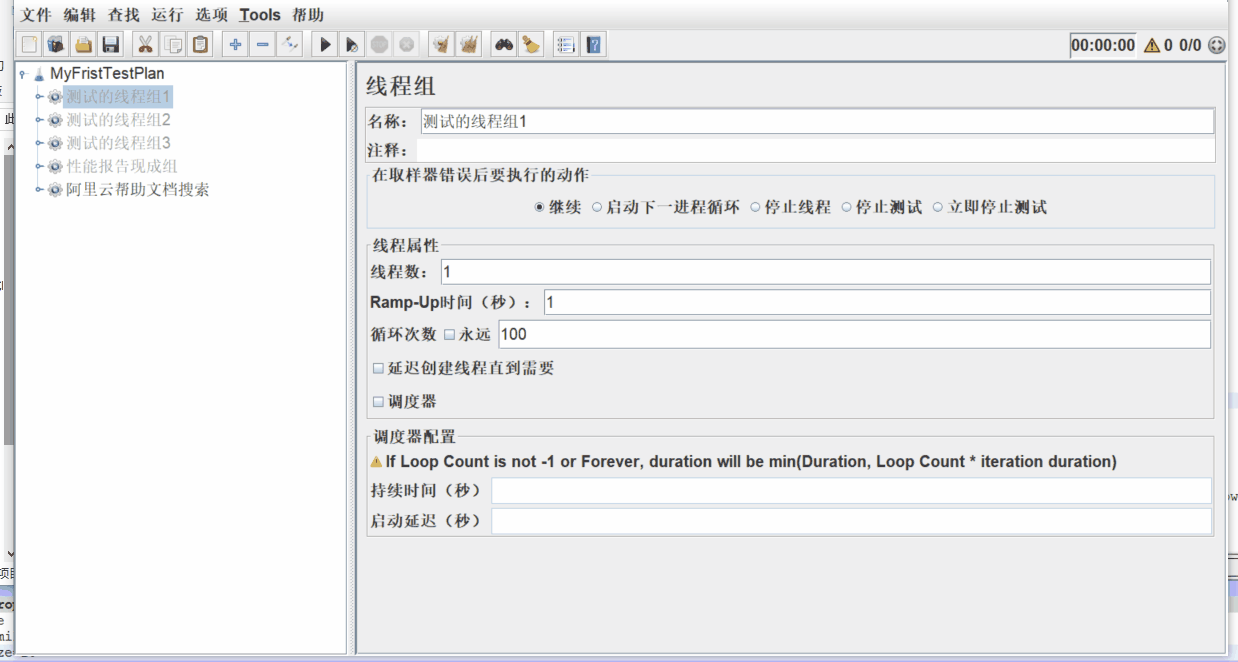 文件 编辑 查找 运行 选项 Tools 帮助
00:00:00 0 0/0
MyFristTestPlan
测试的线程组1
测试的线程组2
测试的线程组3
性能报告现成组
阿里云帮助文档搜索
线程组
名称： 测试的线程组1
注释：
在取样器错误后要执行的动作
继续 启动下一进程循环 停止线程 停止测试 立即停止测试
线程属性
线程数： 1
Ramp-Up时间（秒）： 1
循环次数 永远 100
延迟创建线程直到需要
调度器
调度器配置
If Loop Count is not -1 or Forever, duration will be min(Duration, Loop Count * iteration duration)
持续时间（秒）
启动延迟（秒）